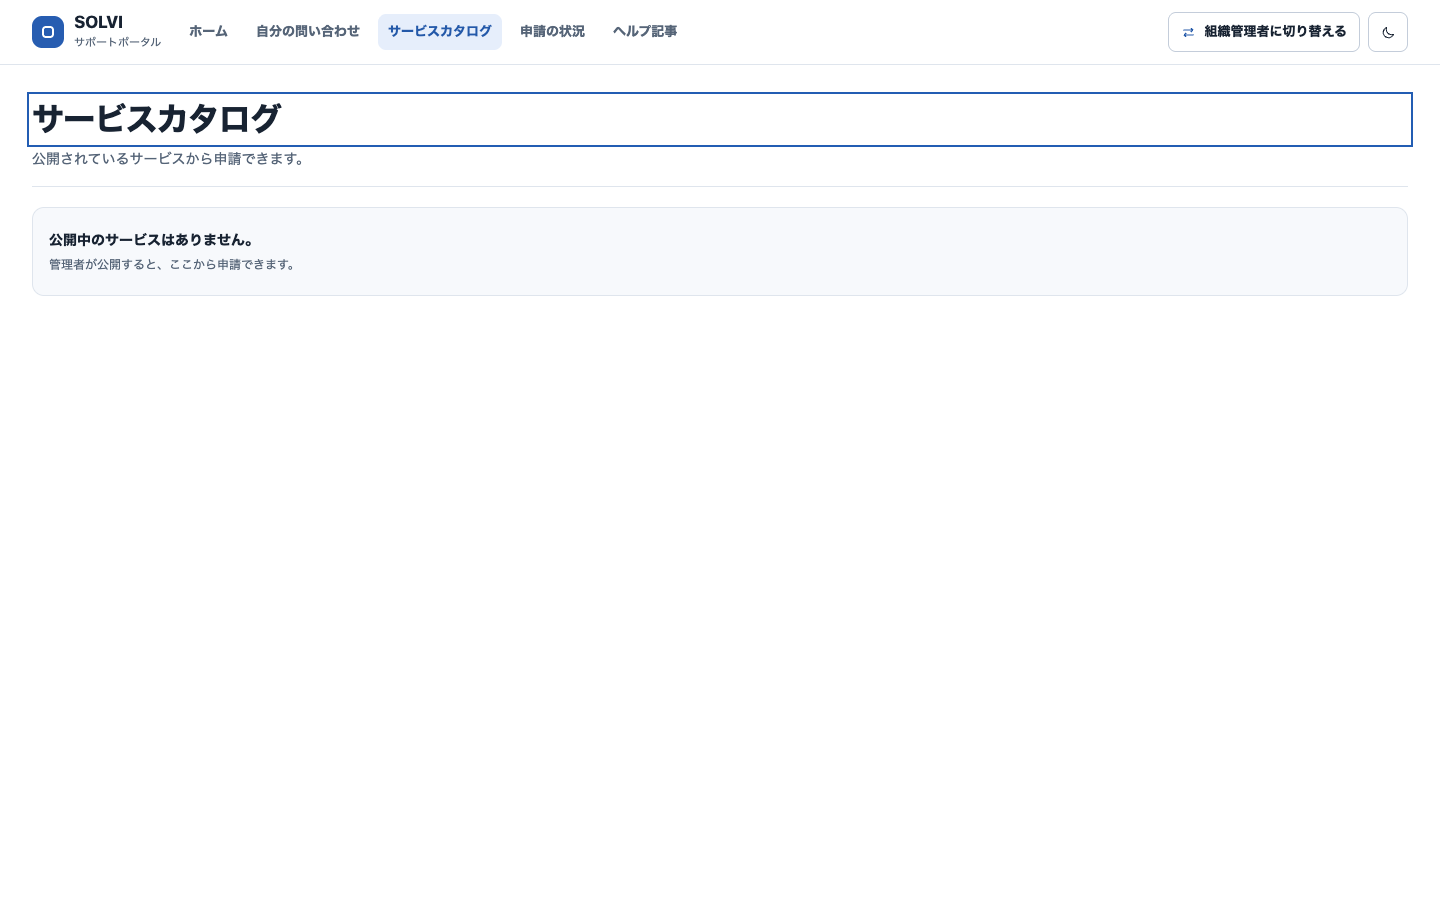 SOLVI
サポートポータル
ホーム
自分の問い合わせ
サービスカタログ
申請の状況
ヘルプ記事
組織管理者に切り替える
サービスカタログ
公開されているサービスから申請できます。
公開中のサービスはありません。
管理者が公開すると、ここから申請できます。